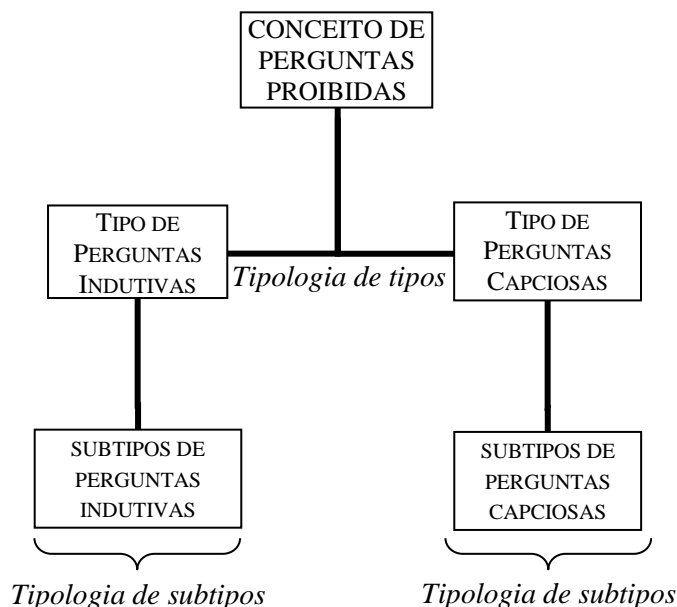 CONCEITO DE
PERGUNTAS
PROIBIDAS
TIPO DE
PERGUNTAS
INDUTIVAS
Tipologia de tipos
TIPO DE
PERGUNTAS
CAPCIOSAS
SUBTIPOS DE
PERGUNTAS
INDUTIVAS
SUBTIPOS DE
PERGUNTAS
CAPCIOSAS
Tipologia de subtipos
Tipologia de subtipos